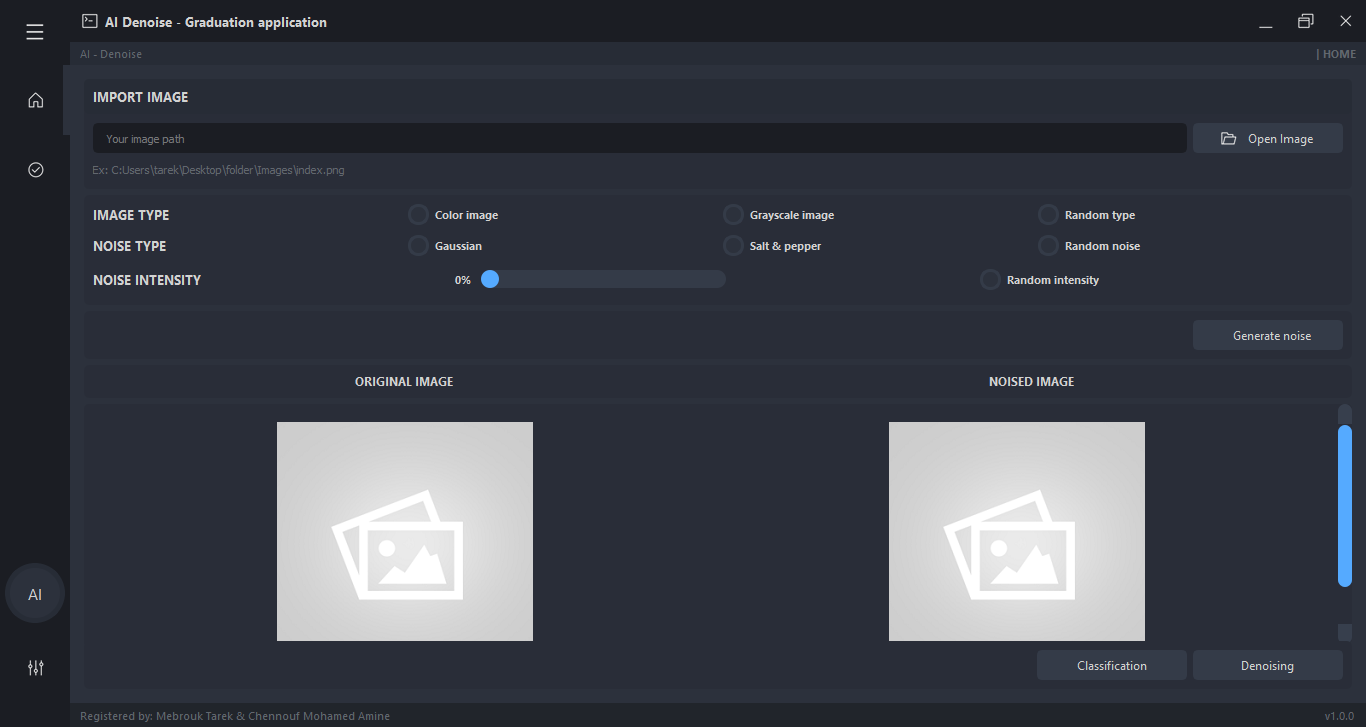 AI Denoise - Graduation application
AI - Denoise
| HOME
IMPORT IMAGE
Your image path
Open Image
Ex: C:Users\tarek\Desktop\folder\Images\index.png
IMAGE TYPE
Color image
Grayscale image
Random type
NOISE TYPE
Gaussian
Salt & pepper
Random noise
NOISE INTENSITY
0%
Random intensity
Generate noise
ORIGINAL IMAGE
NOISED IMAGE
AI
Classification
Denoising
Registered by: Mebrouk Tarek & Chennouf Mohamed Amine
v1.0.0